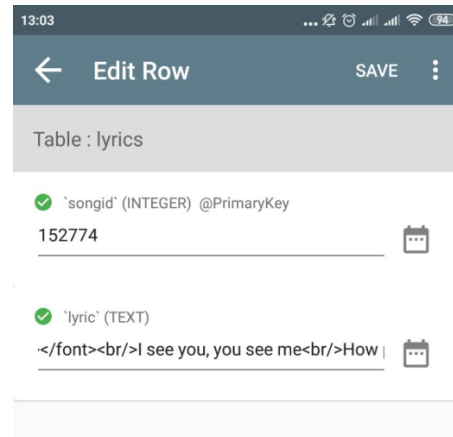 13:03 ... 94
Edit Row SAVE
Table : lyrics
`songid` (INTEGER) @PrimaryKey
152774
`lyric` (TEXT)
</font><br/>I see you, you see me<br/>How